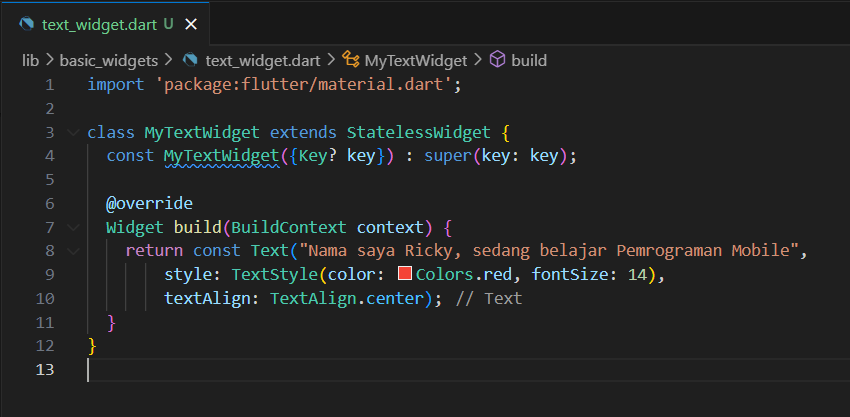 text_widget.dart U ×
lib > basic_widgets > text_widget.dart > MyTextWidget > build
1 import 'package:flutter/material.dart';
2
3 class MyTextWidget extends StatelessWidget {
4 const MyTextWidget({Key? key}) : super(key: key);
5
6 @override
7 Widget build(BuildContext context) {
8 return const Text("Nama saya Ricky, sedang belajar Pemrograman Mobile",
9 style: TextStyle(color: Colors.red, fontSize: 14),
10 textAlign: TextAlign.center); // Text
11 }
12 }
13